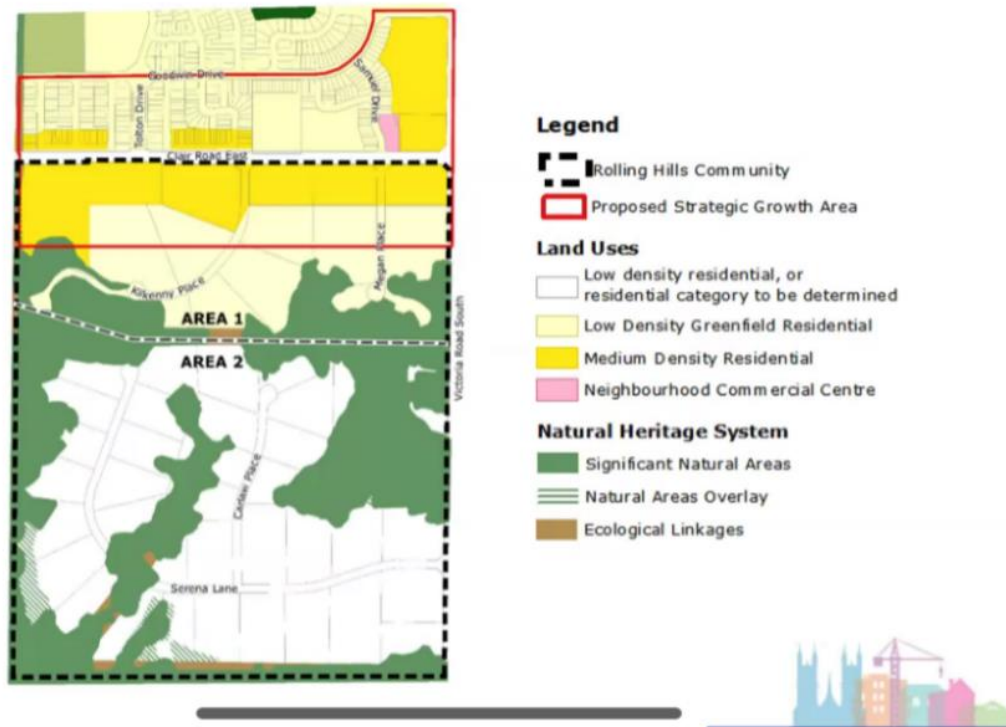 Goodwin Drive
Samuel Drive
Tolton Drive
Clair Road East
Megan Place
Kilkenny Place
AREA 1
AREA 2
Victoria Road South
Carlaw Place
Serena Lane
Legend
Rolling Hills Community
Proposed Strategic Growth Area
Land Uses
Low density residential, or
residential category to be determined
Low Density Greenfield Residential
Medium Density Residential
Neighbourhood Commercial Centre
Natural Heritage System
Significant Natural Areas
Natural Areas Overlay
Ecological Linkages